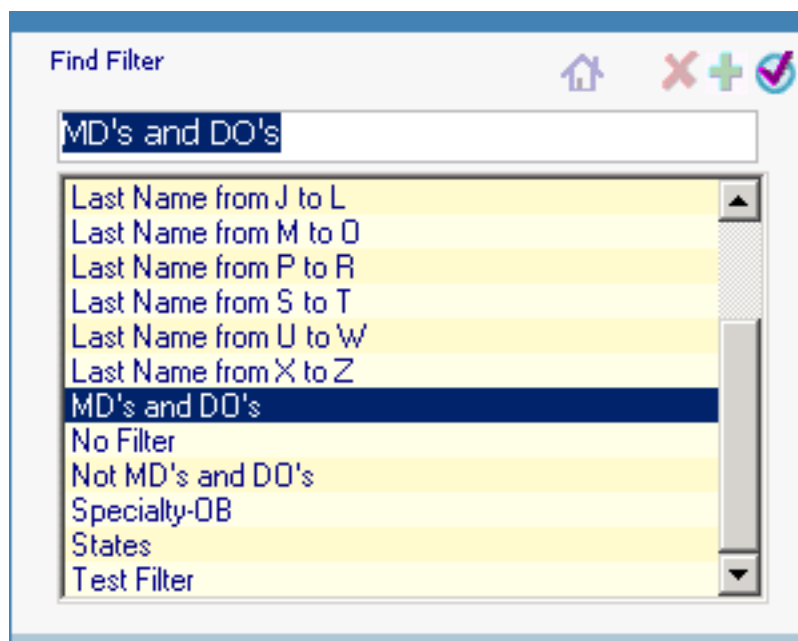 Find Filter
MD's and DO's
Last Name from J to L
Last Name from M to O
Last Name from P to R
Last Name from S to T
Last Name from U to W
Last Name from X to Z
MD's and DO's
No Filter
Not MD's and DO's
Specialty-OB
States
Test Filter